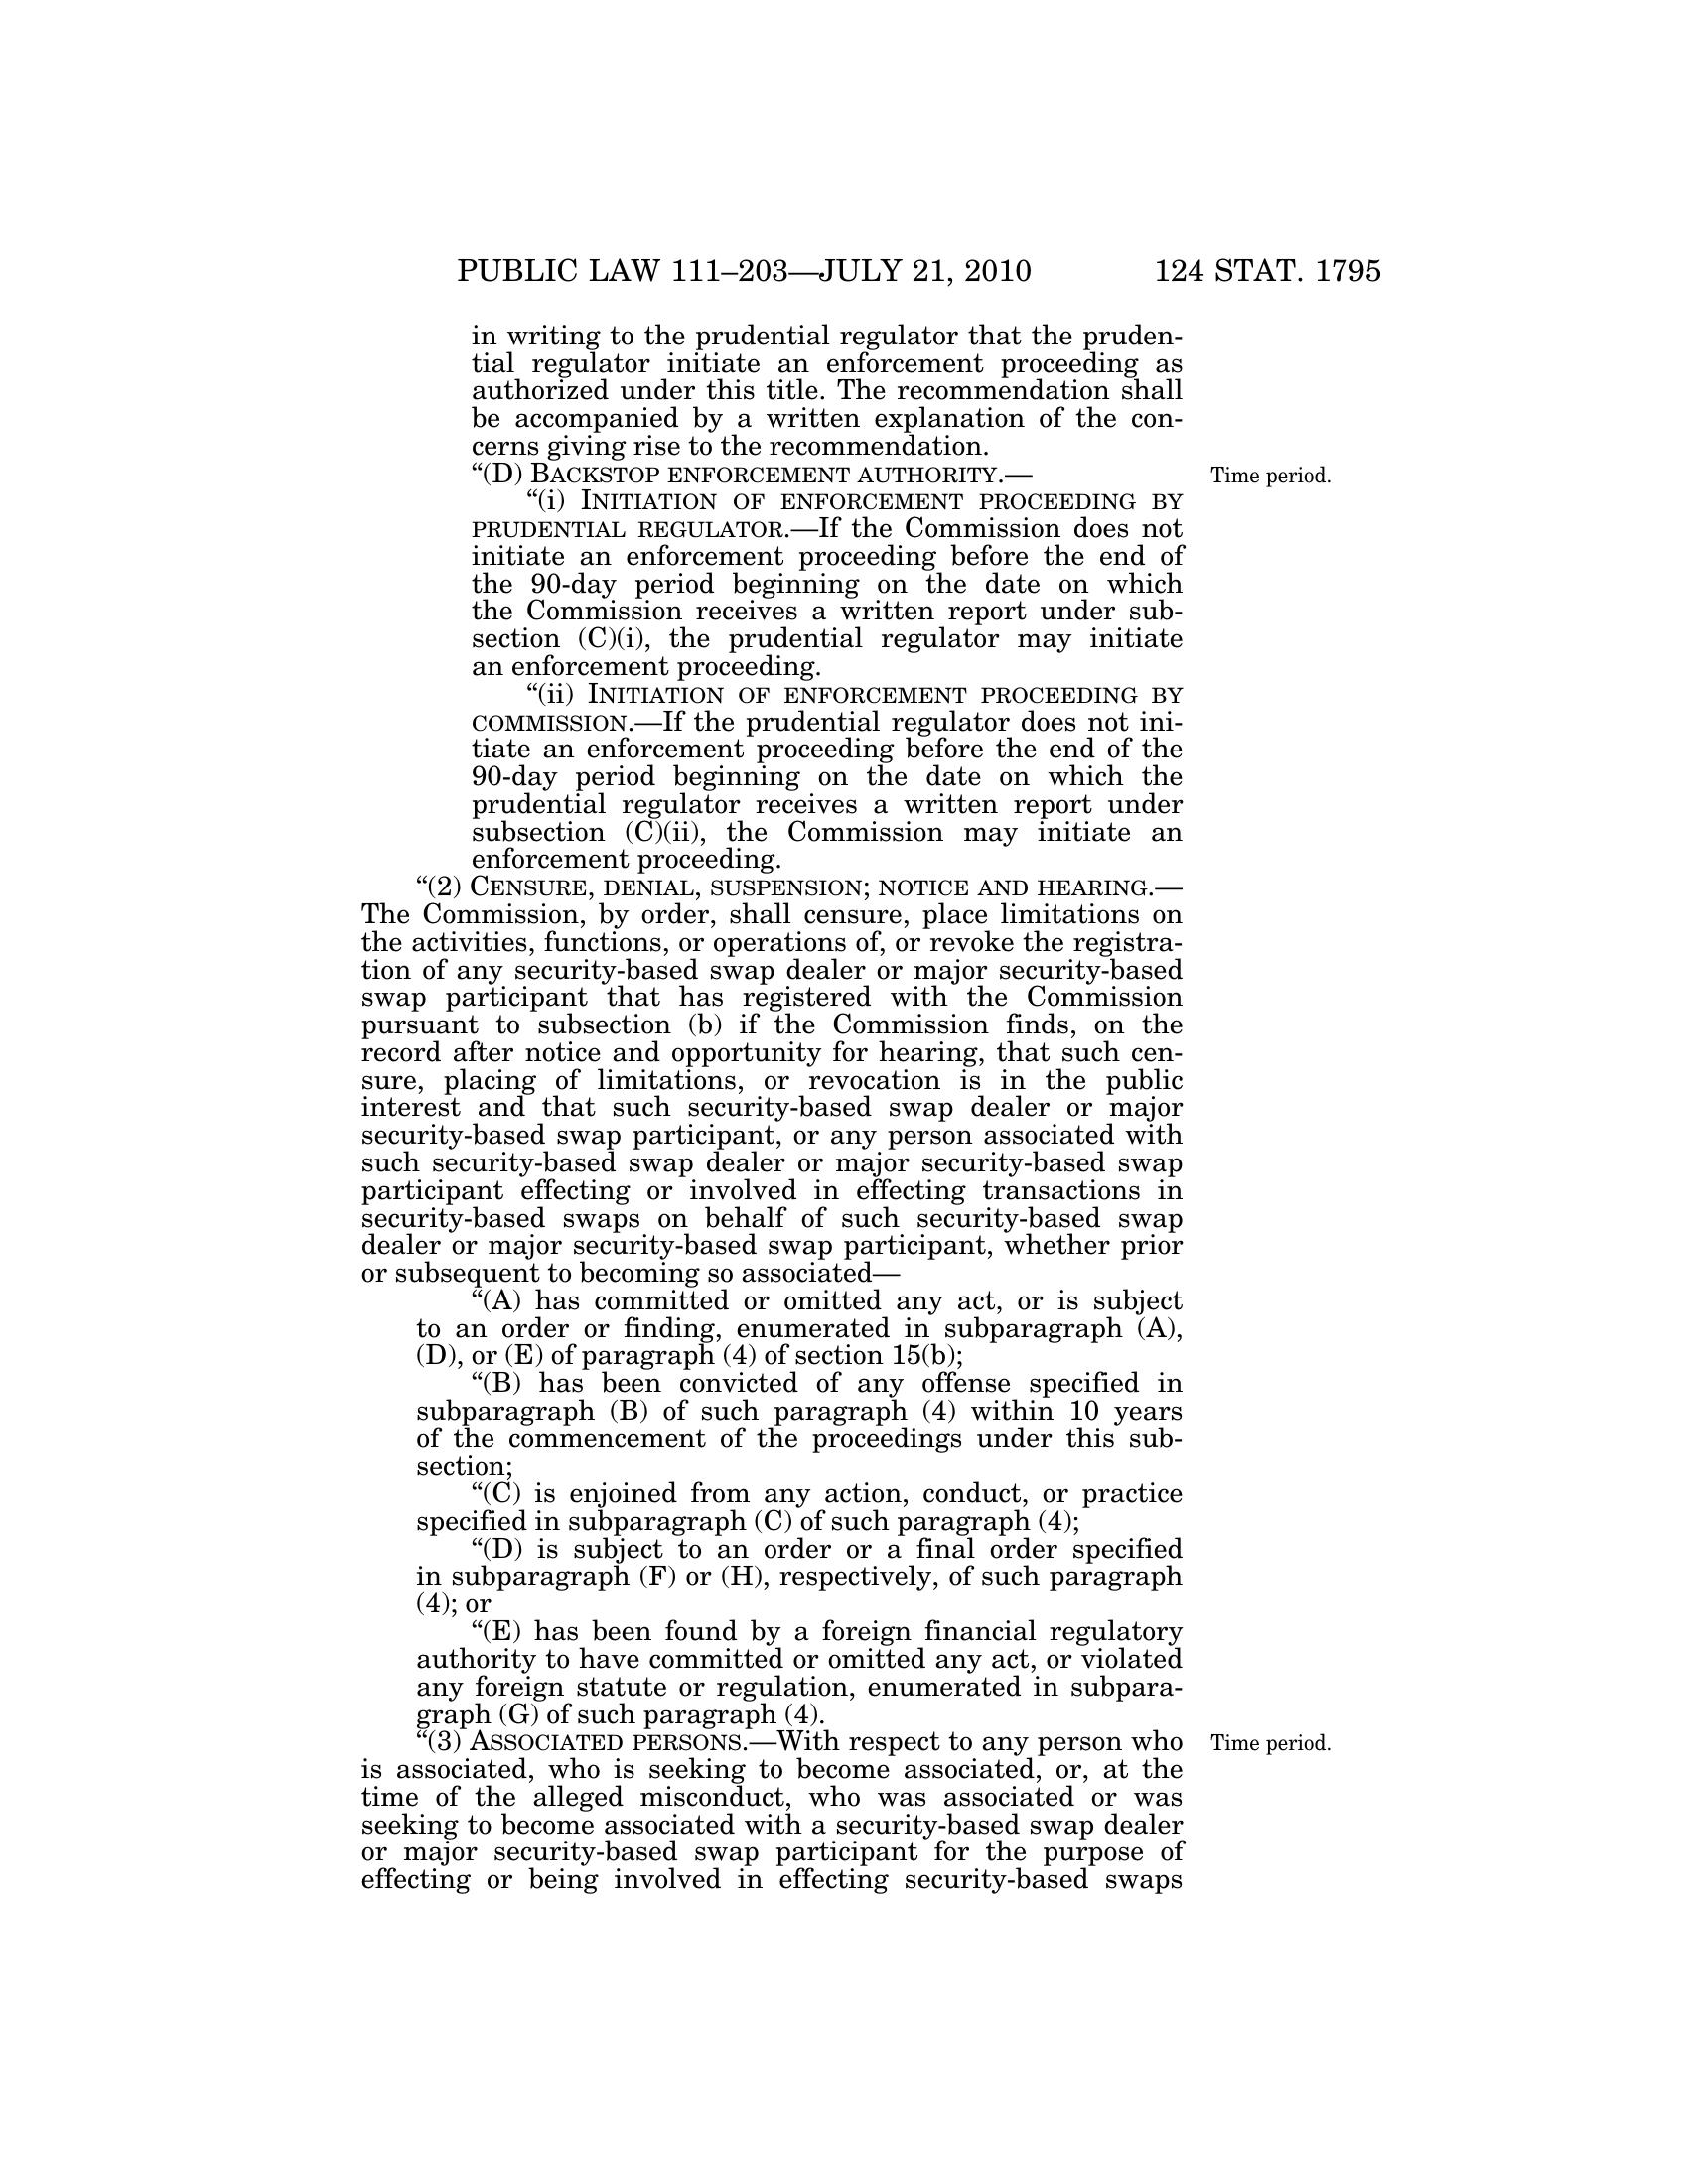 PUBLIC LAW 111–203—JULY 21, 2010 124 STAT. 1795
in writing to the prudential regulator that the pruden-
tial regulator initiate an enforcement proceeding as
authorized under this title. The recommendation shall
be accompanied by a written explanation of the con-
cerns giving rise to the recommendation.
“(D) BACKSTOP ENFORCEMENT AUTHORITY.— Time period.
“(i) INITIATION OF ENFORCEMENT PROCEEDING BY
PRUDENTIAL REGULATOR.—If the Commission does not
initiate an enforcement proceeding before the end of
the 90-day period beginning on the date on which
the Commission receives a written report under sub-
section (C)(i), the prudential regulator may initiate
an enforcement proceeding.
“(ii) INITIATION OF ENFORCEMENT PROCEEDING BY
COMMISSION.—If the prudential regulator does not ini-
tiate an enforcement proceeding before the end of the
90-day period beginning on the date on which the
prudential regulator receives a written report under
subsection (C)(ii), the Commission may initiate an
enforcement proceeding.
“(2) CENSURE, DENIAL, SUSPENSION; NOTICE AND HEARING.—
The Commission, by order, shall censure, place limitations on
the activities, functions, or operations of, or revoke the registra-
tion of any security-based swap dealer or major security-based
swap participant that has registered with the Commission
pursuant to subsection (b) if the Commission finds, on the
record after notice and opportunity for hearing, that such cen-
sure, placing of limitations, or revocation is in the public
interest and that such security-based swap dealer or major
security-based swap participant, or any person associated with
such security-based swap dealer or major security-based swap
participant effecting or involved in effecting transactions in
security-based swaps on behalf of such security-based swap
dealer or major security-based swap participant, whether prior
or subsequent to becoming so associated—
“(A) has committed or omitted any act, or is subject
to an order or finding, enumerated in subparagraph (A),
(D), or (E) of paragraph (4) of section 15(b);
“(B) has been convicted of any offense specified in
subparagraph (B) of such paragraph (4) within 10 years
of the commencement of the proceedings under this sub-
section;
“(C) is enjoined from any action, conduct, or practice
specified in subparagraph (C) of such paragraph (4);
“(D) is subject to an order or a final order specified
in subparagraph (F) or (H), respectively, of such paragraph
(4); or
“(E) has been found by a foreign financial regulatory
authority to have committed or omitted any act, or violated
any foreign statute or regulation, enumerated in subpara-
graph (G) of such paragraph (4).
“(3) ASSOCIATED PERSONS.—With respect to any person who Time period.
is associated, who is seeking to become associated, or, at the
time of the alleged misconduct, who was associated or was
seeking to become associated with a security-based swap dealer
or major security-based swap participant for the purpose of
effecting or being involved in effecting security-based swaps